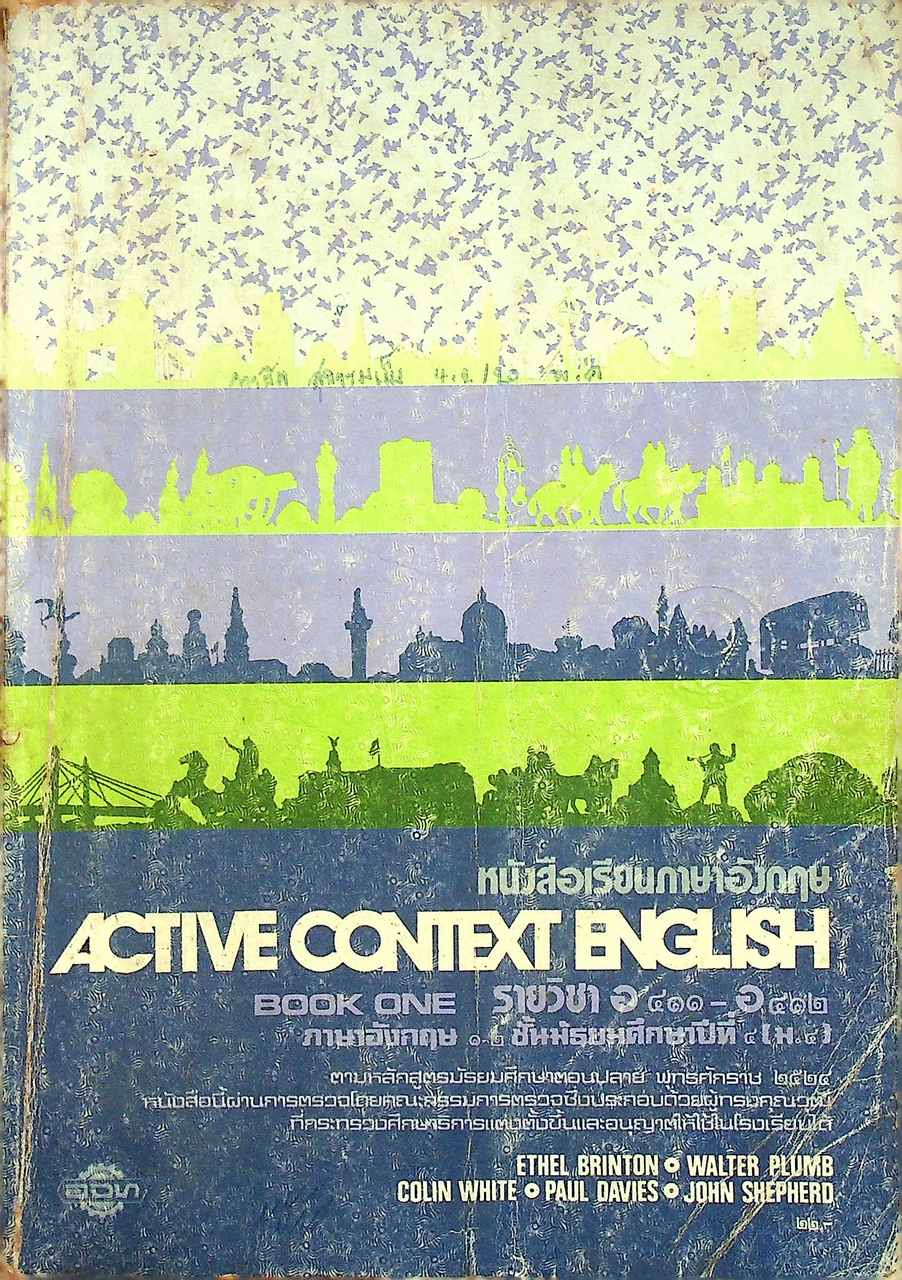 ม.๔/20
หนังสือเรียนภาษาอังกฤษ
ACTIVE CONTEXT ENGLISH
BOOK ONE รายวิชา อ ๔๑๑ – อ ๔๑๒
ภาษาอังกฤษ ๑-๒ ชั้นมัธยมศึกษาปีที่ ๔ (ม.๔)
ตามหลักสูตรมัธยมศึกษาตอนปลาย พุทธศักราช ๒๕๒๔
หนังสือนี้ผ่านการตรวจโดยคณะกรรมการตรวจซึ่งประกอบด้วยผู้ทรงคุณวุฒิ
ที่กระทรวงศึกษาธิการแต่งตั้งขึ้นและอนุญาตให้ใช้ในโรงเรียนได้
ETHEL BRINTON WALTER PLUMB
COLIN WHITE PAUL DAVIES JOHN SHEPHERD
๒๒.–